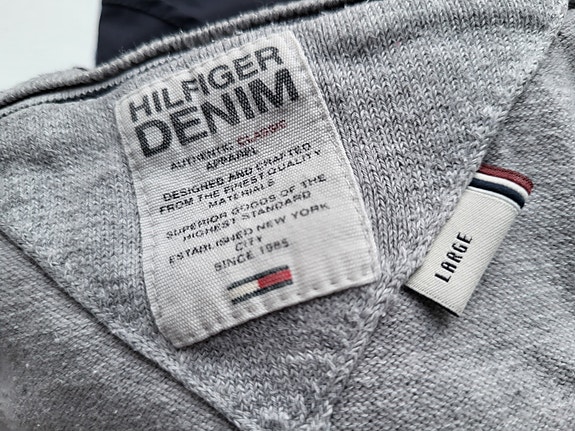 HILFIGER
DENIM
AUTHENTIC CLASSIC
APPAREL
DESIGNED AND CRAFTED
FROM THE FINEST QUALITY
MATERIALS
SUPERIOR GOODS OF THE
HIGHEST STANDARD
ESTABLISHED NEW YORK
CITY
SINCE 1985
LARGE